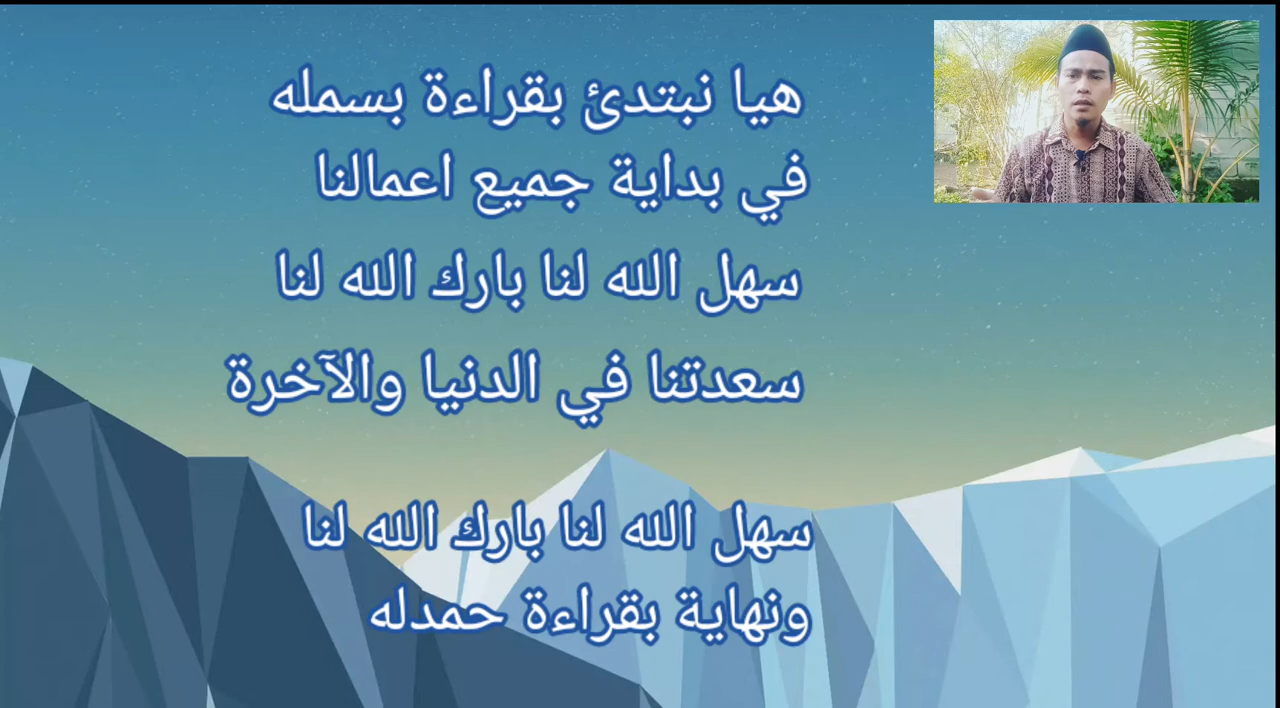 هيا نبتدئ بقراءة بسمله
في بداية جميع اعمالنا
سهل الله لنا بارك الله لنا
سعدتنا في الدنيا والآخرة
سهل الله لنا بارك الله لنا
ونهاية بقراءة حمدله